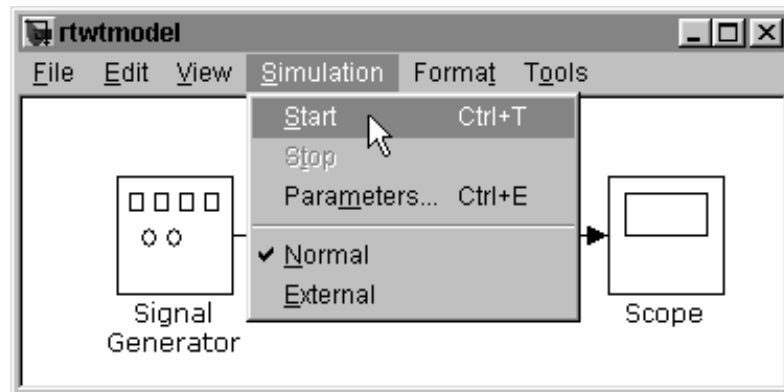 rtwtmodel
File Edit View Simulation Format Tools
Start Ctrl+T
Stop
Parameters... Ctrl+E
Normal
External
Signal
Generator
Scope